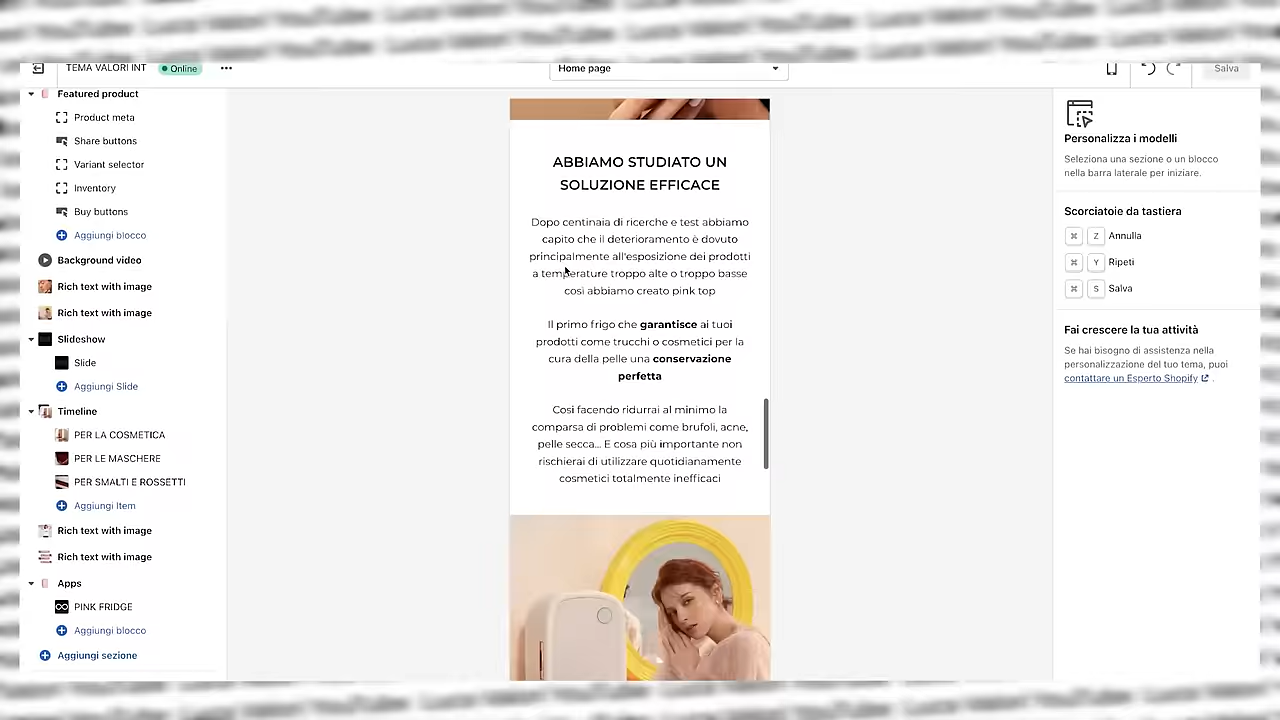 TEMA VALORI INT
Online
Home page
Salva
Featured product
Product meta
Share buttons
Variant selector
Inventory
Buy buttons
Aggiungi blocco
Background video
Rich text with image
Rich text with image
Slideshow
Slide
Aggiungi Slide
Timeline
PER LA COSMETICA
PER LE MASCHERE
PER SMALTI E ROSSETTI
Aggiungi Item
Rich text with image
Rich text with image
Apps
PINK FRIDGE
Aggiungi blocco
Aggiungi sezione
ABBIAMO STUDIATO UN
SOLUZIONE EFFICACE
Dopo centinaia di ricerche e test abbiamo
capito che il deterioramento è dovuto
principalmente all'esposizione dei prodotti
a temperature troppo alte o troppo basse
così abbiamo creato pink top
Il primo frigo che garantisce ai tuoi
prodotti come trucchi o cosmetici per la
cura della pelle una conservazione
perfetta
Così facendo ridurrai al minimo la
comparsa di problemi come brufoli, acne,
pelle secca... E cosa più importante non
rischierai di utilizzare quotidianamente
cosmetici totalmente inefficaci
Personalizza i modelli
Seleziona una sezione o un blocco
nella barra laterale per iniziare.
Scorciatoie da tastiera
⌘ Z Annulla
⌘ Y Ripeti
⌘ S Salva
Fai crescere la tua attività
Se hai bisogno di assistenza nella
personalizzazione del tuo tema, puoi
contattare un Esperto Shopify .